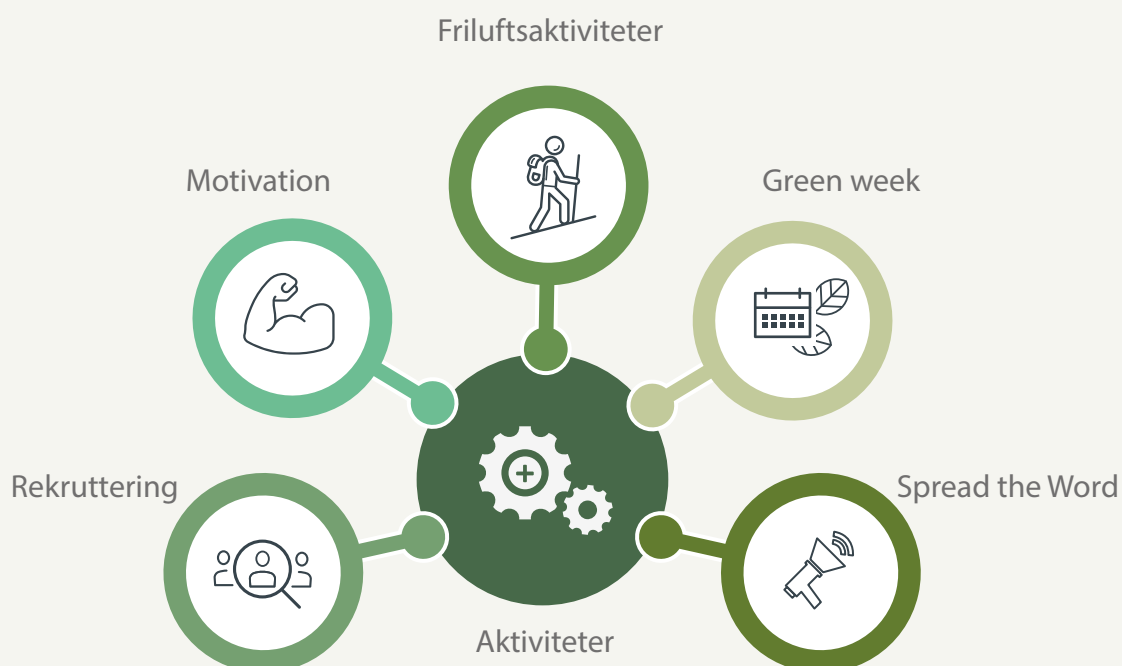 Friluftsaktiviteter
Motivation
Green week
Rekruttering
Spread the Word
Aktiviteter